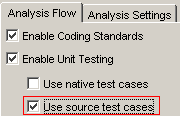 Analysis Flow Analysis Settings
Enable Coding Standards
Enable Unit Testing
Use native test cases
Use source test cases